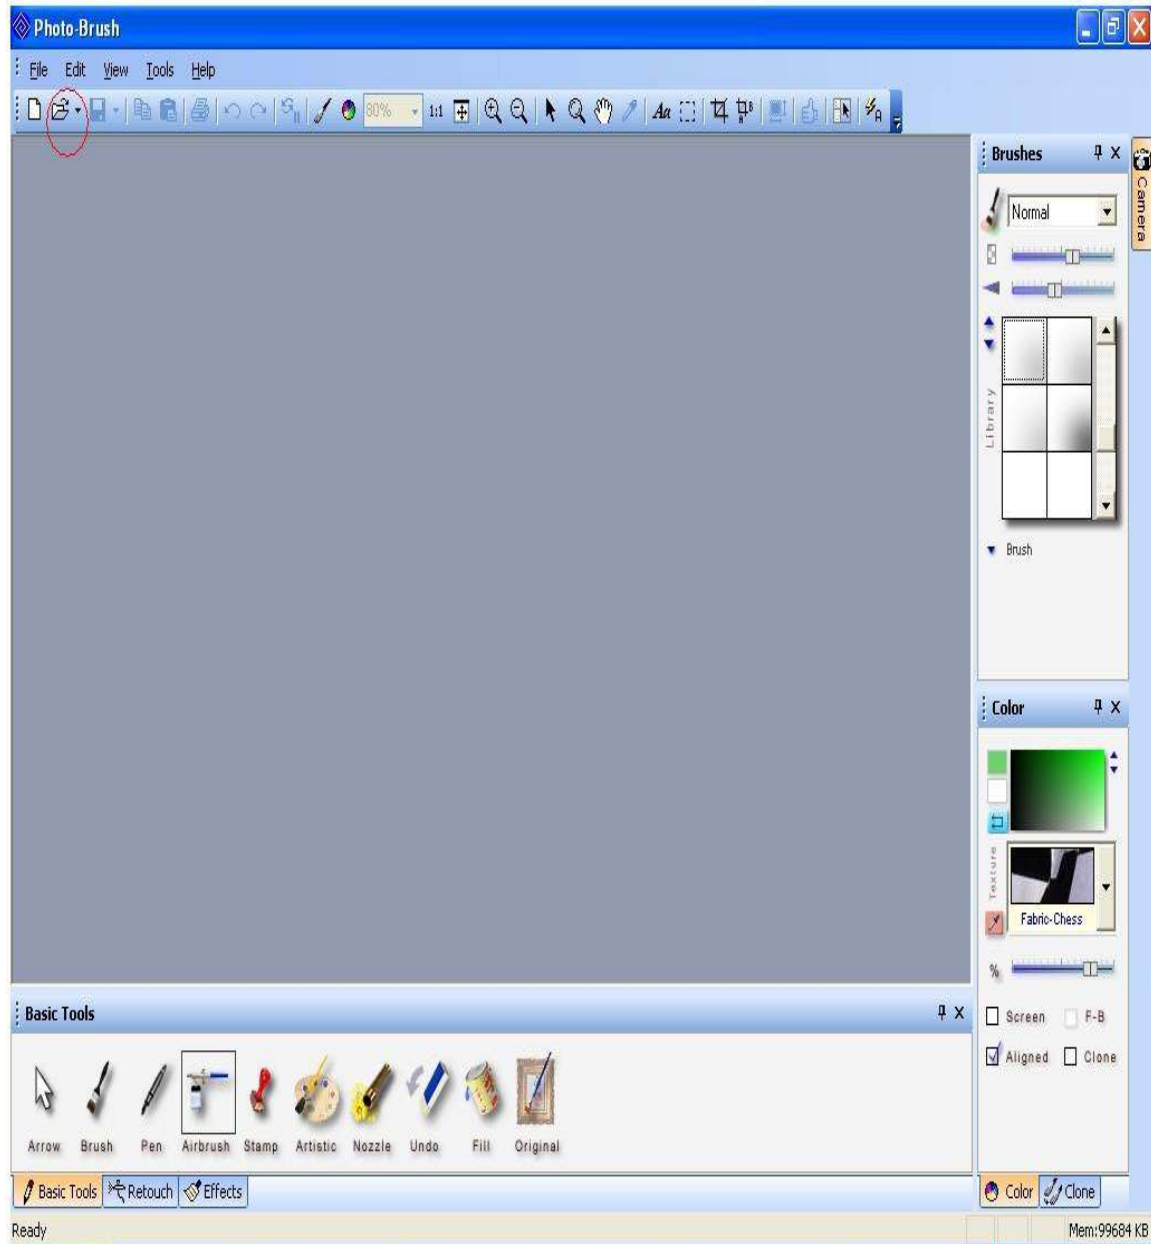 Photo-Brush
File Edit View Tools Help
80% 1:1 Aa B A
Brushes
Camera
Normal
Library
Brush
Color
Texture
Fabric-Chess
%
Screen F-B
Aligned Clone
Basic Tools
Arrow Brush Pen Airbrush Stamp Artistic Nozzle Undo Fill Original
Basic Tools Retouch Effects
Color Clone
Ready Mem:99684 KB